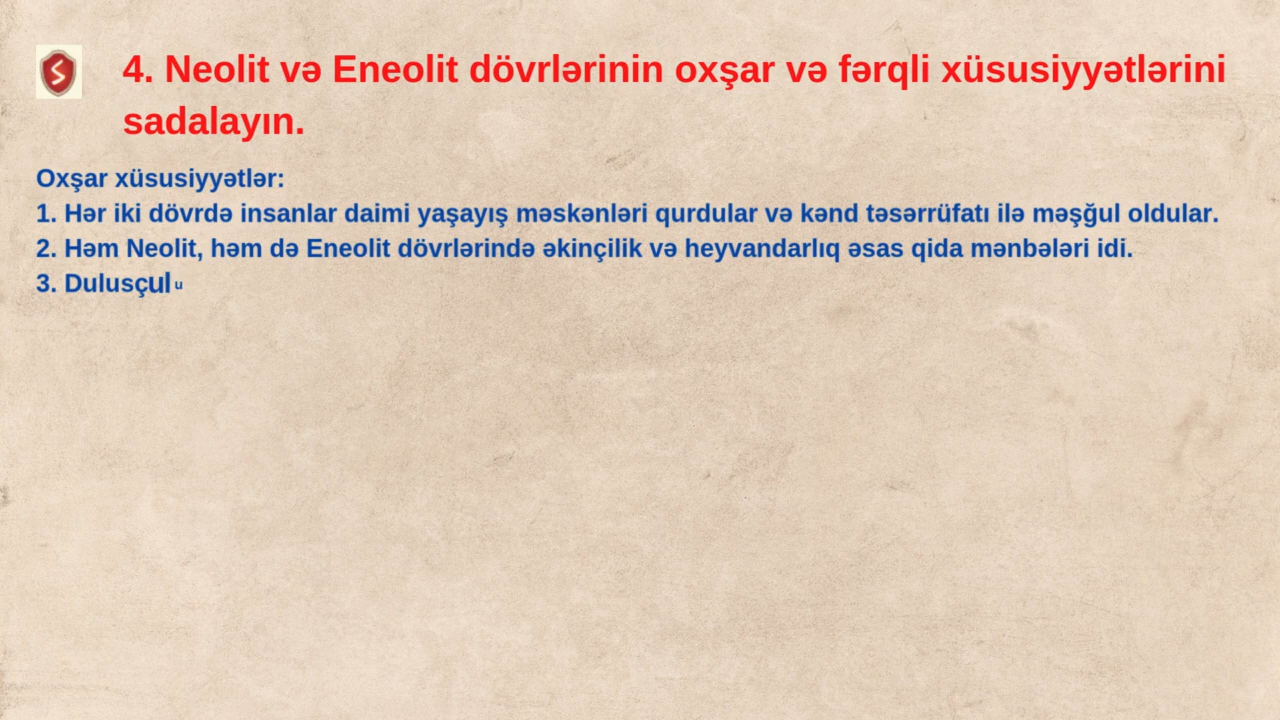 4. Neolit və Eneolit dövrlərinin oxşar və fərqli xüsusiyyətlərini
sadalayın.
Oxşar xüsusiyyətlər:
1. Hər iki dövrdə insanlar daimi yaşayış məskənləri qurdular və kənd təsərrüfatı ilə məşğul oldular.
2. Həm Neolit, həm də Eneolit dövrlərində əkinçilik və heyvandarlıq əsas qida mənbələri idi.
3. Dulusçulu